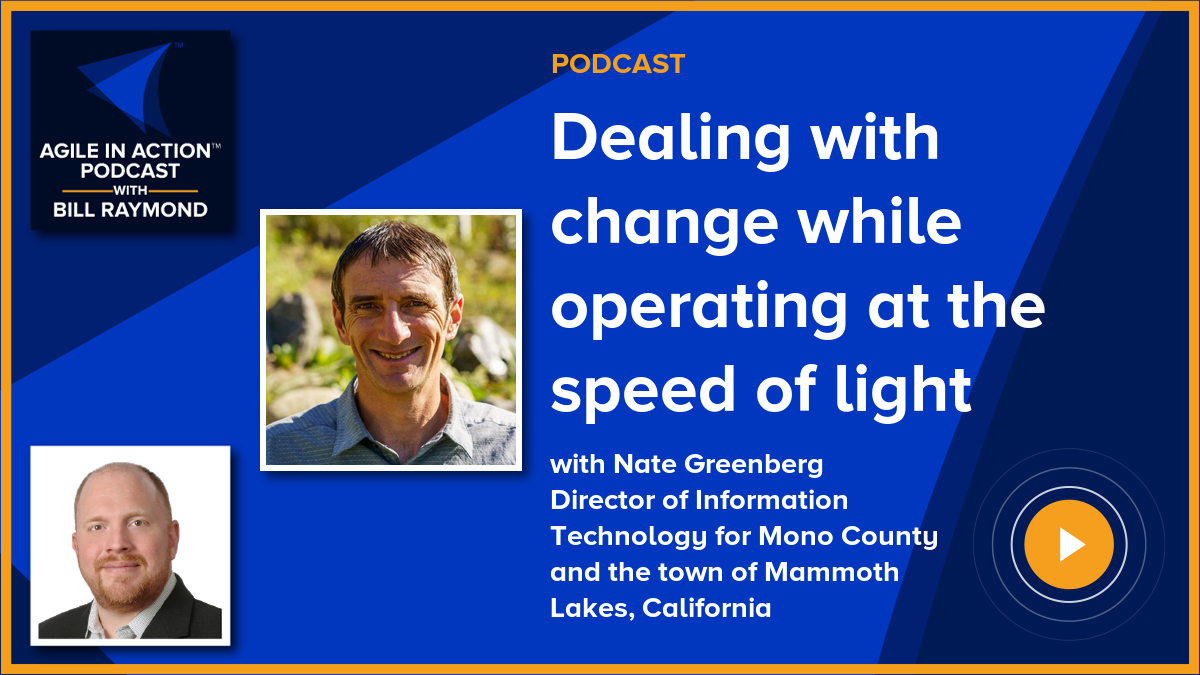 ™
AGILE IN ACTION™
PODCAST
WITH
BILL RAYMOND
PODCAST
Dealing with
change while
operating at the
speed of light
with Nate Greenberg
Director of Information
Technology for Mono County
and the town of Mammoth
Lakes, California